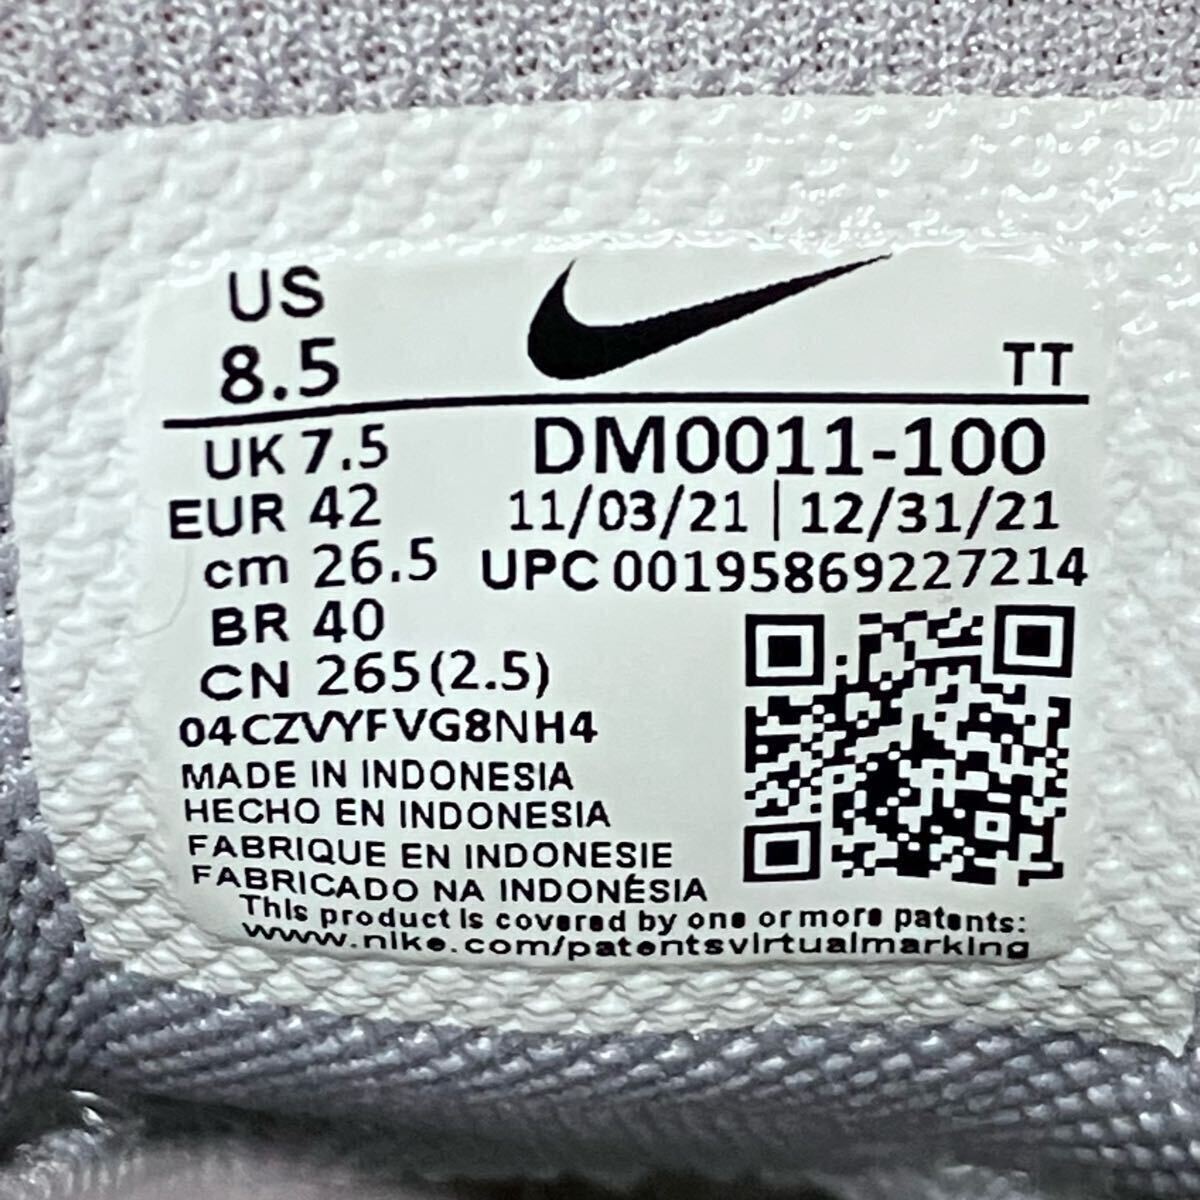 US
8.5
TT
UK 7.5
EUR 42
cm 26.5
BR 40
CN 265(2.5)
DM0011-100
11/03/21 | 12/31/21
UPC 00195869227214
04CZVYFVG8NH4
MADE IN INDONESIA
HECHO EN INDONESIA
FABRIQUE EN INDONESIE
FABRICADO NA INDONÉSIA
This product is covered by one or more patents:
www.nike.com/patentsvirtualmarking